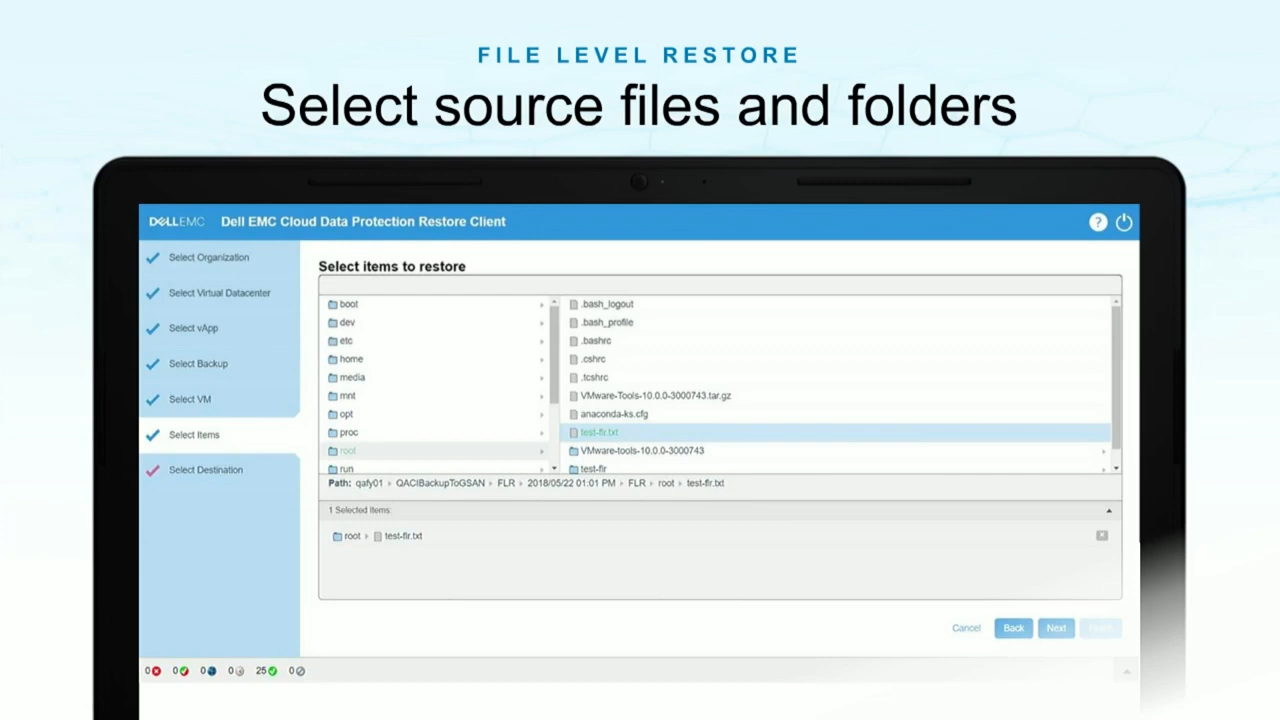 FILE LEVEL RESTORE
Select source files and folders
DELLEMC Dell EMC Cloud Data Protection Restore Client ?
Select Organization
Select Virtual Datacenter
Select vApp
Select Backup
Select VM
Select Items
Select Destination
Select items to restore
boot
dev
etc
home
media
mnt
opt
proc
root
run
.bash_logout
.bash_profile
.bashrc
.cshrc
.tcshrc
VMware-Tools-10.0.0-3000743.tar.gz
anaconda-ks.cfg
test-flr.txt
VMware-tools-10.0.0-3000743
test-flr
Path: qafy01 › QACIBackupToGSAN › FLR › 2018/05/22 01:01 PM › FLR › root › test-flr.txt
1 Selected Items
root › test-flr.txt
Cancel Back Next
0 0 0 0 25 0